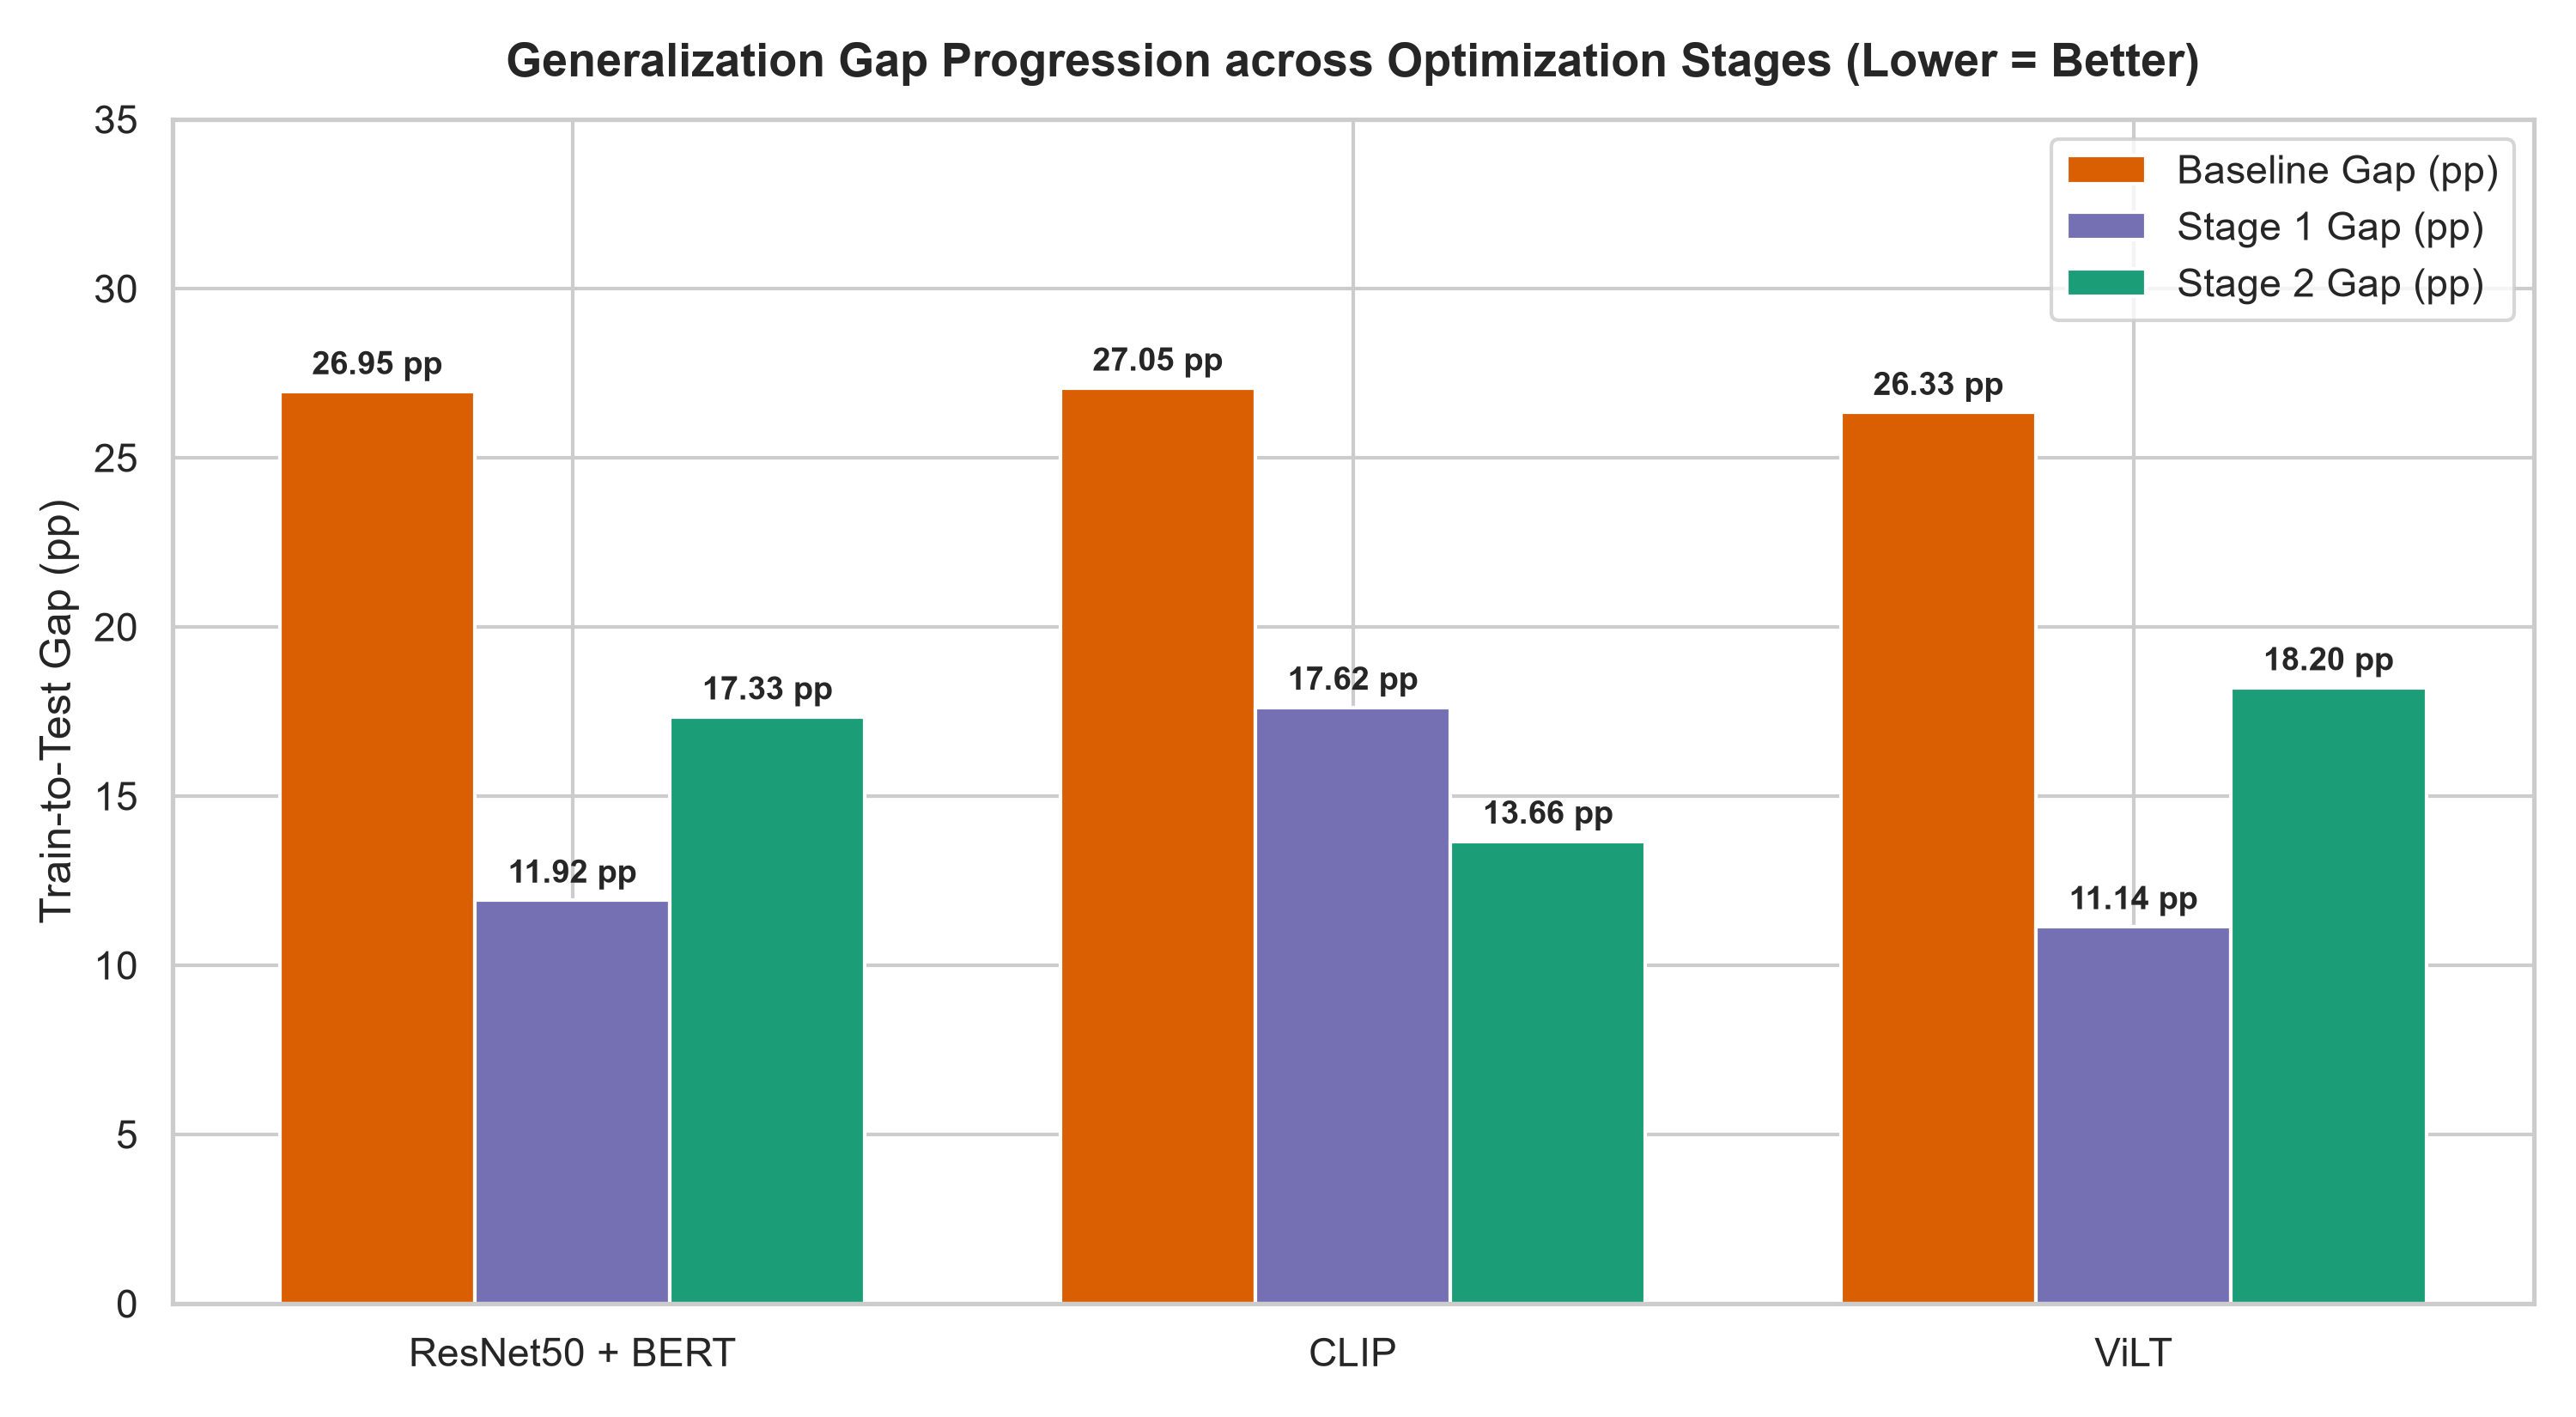 Generalization Gap Progression across Optimization Stages (Lower = Better)
35
30
25
20
15
10
5
0
Train-to-Test Gap (pp)
Baseline Gap (pp)
Stage 1 Gap (pp)
Stage 2 Gap (pp)
26.95 pp
11.92 pp
17.33 pp
27.05 pp
17.62 pp
13.66 pp
26.33 pp
11.14 pp
18.20 pp
ResNet50 + BERT
CLIP
ViLT